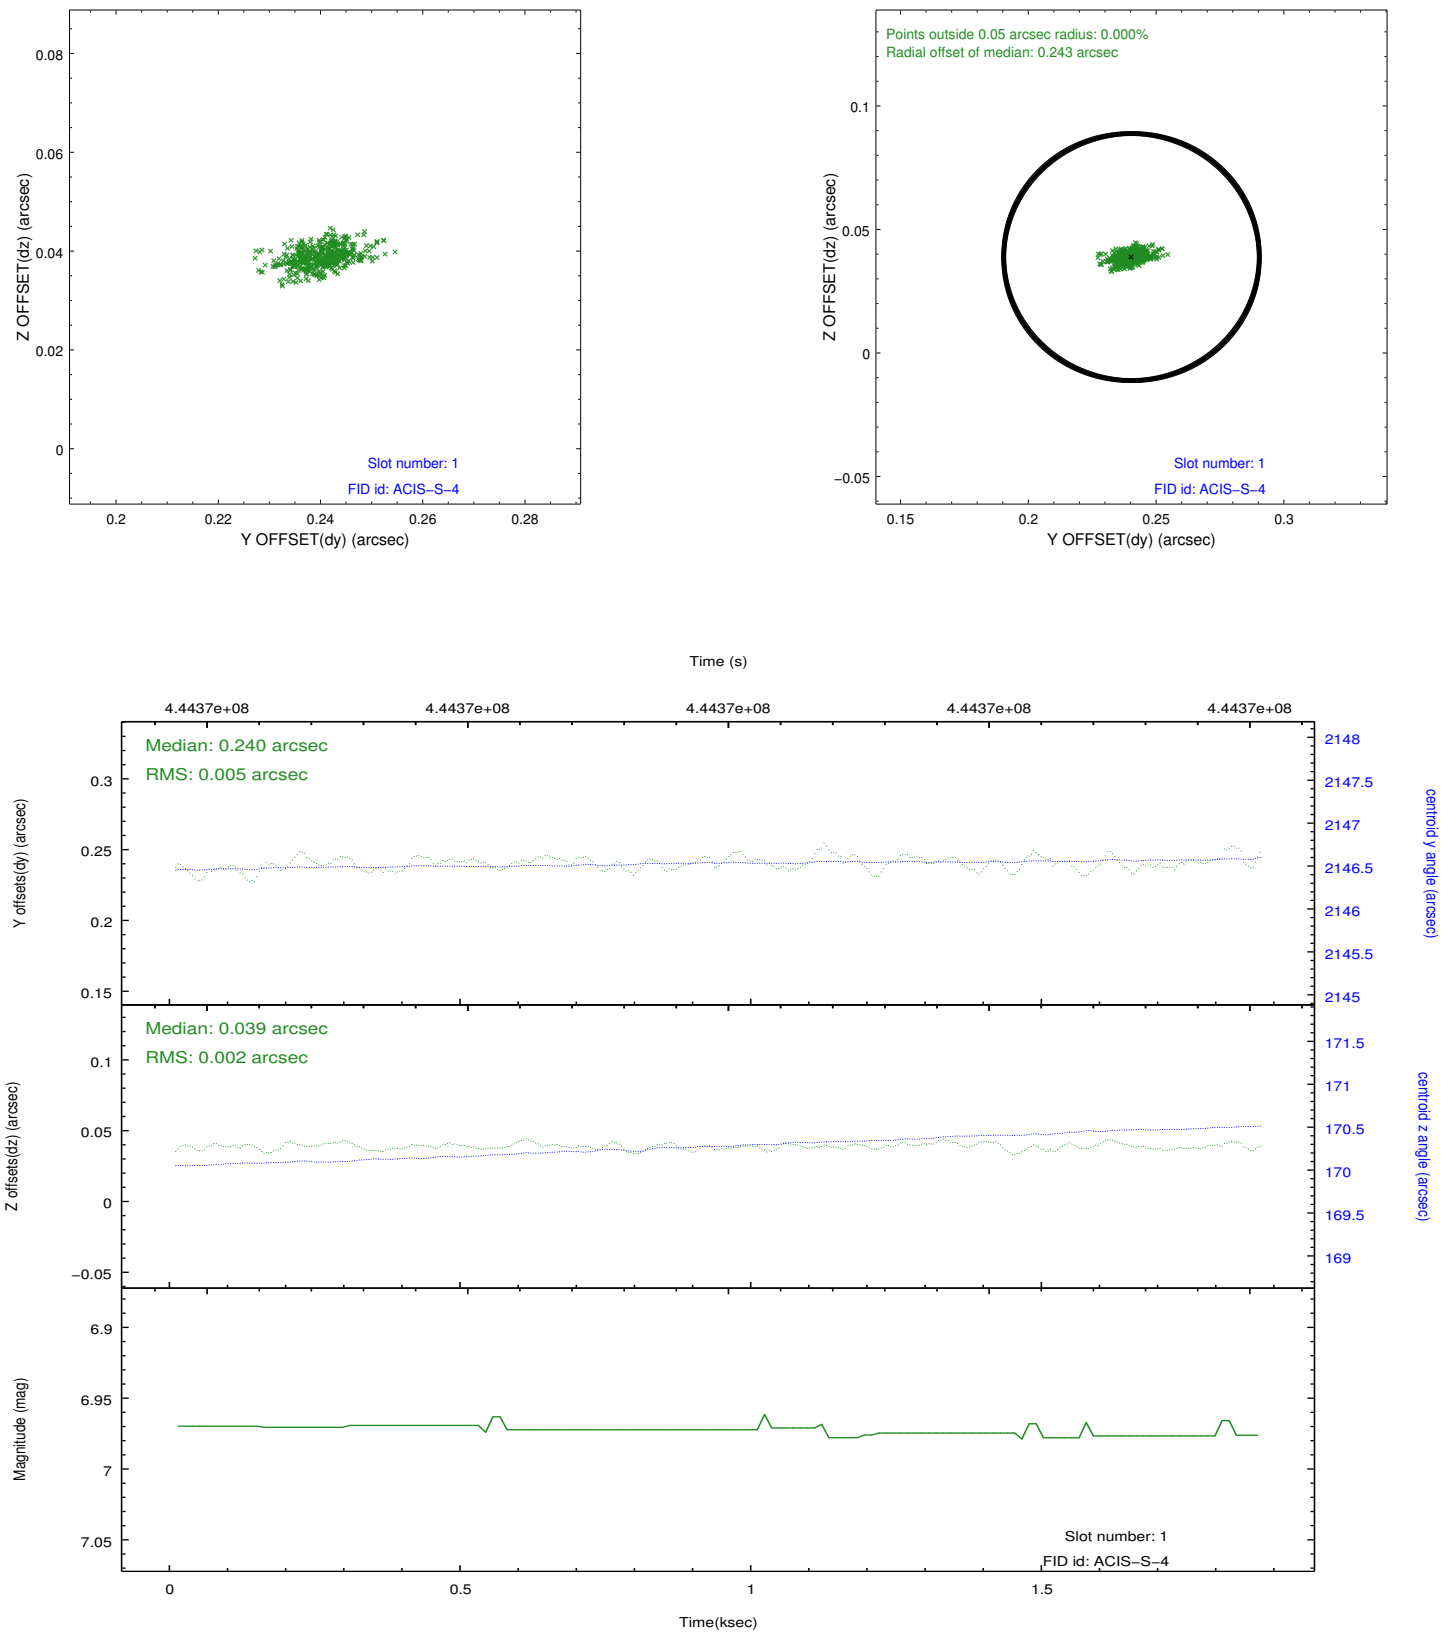 0.08
0.06
0.04
0.02
0
Z OFFSET(dz) (arcsec)
Slot number: 1
FID id: ACIS−S−4
0.2
0.22
0.24
0.26
0.28
Y OFFSET(dy) (arcsec)
Points outside 0.05 arcsec radius: 0.000%
Radial offset of median: 0.243 arcsec
0.1
0.05
0
−0.05
Z OFFSET(dz) (arcsec)
Slot number: 1
FID id: ACIS−S−4
0.15
0.2
0.25
0.3
Y OFFSET(dy) (arcsec)
Time (s)
4.4437e+08
4.4437e+08
4.4437e+08
4.4437e+08
4.4437e+08
Median: 0.240 arcsec
RMS: 0.005 arcsec
0.3
0.25
0.2
0.15
Y offsets(dy) (arcsec)
2148
2147.5
2147
2146.5
2146
2145.5
2145
centroid y angle (arcsec)
Median: 0.039 arcsec
RMS: 0.002 arcsec
0.1
0.05
0
−0.05
Z offsets(dz) (arcsec)
171.5
171
170.5
170
169.5
169
centroid z angle (arcsec)
6.9
6.95
7
7.05
Magnitude (mag)
Slot number: 1
FID id: ACIS−S−4
0
0.5
1
1.5
Time(ksec)